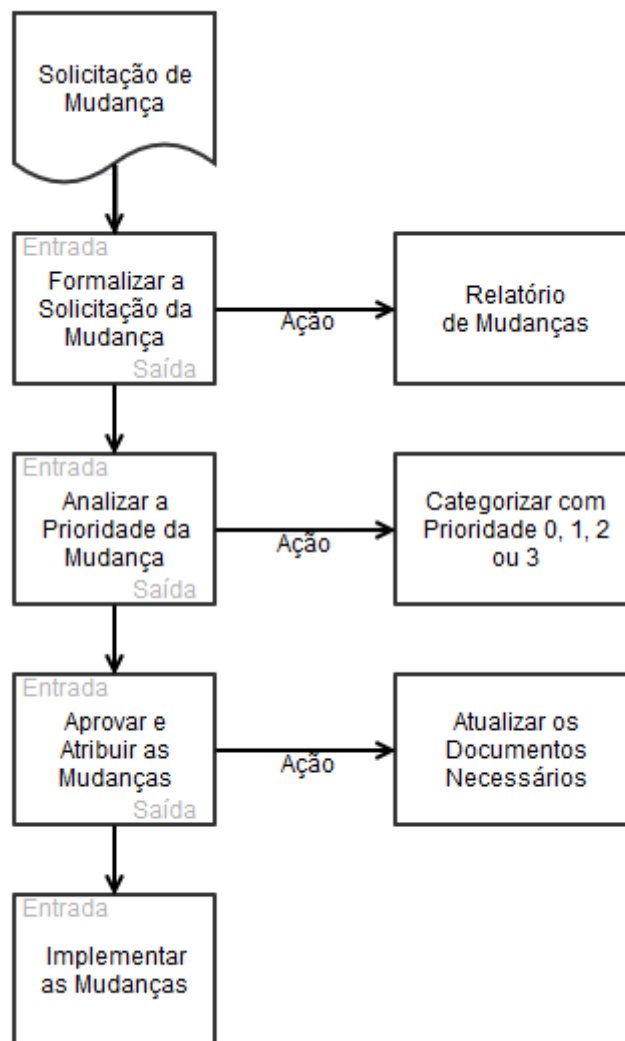 Solicitação de
Mudança
Entrada
Formalizar a
Solicitação da
Mudança
Saída
Ação
Relatório
de Mudanças
Entrada
Analizar a
Prioridade da
Mudança
Saída
Ação
Categorizar com
Prioridade 0, 1, 2
ou 3
Entrada
Aprovar e
Atribuir as
Mudanças
Saída
Ação
Atualizar os
Documentos
Necessários
Entrada
Implementar
as Mudanças